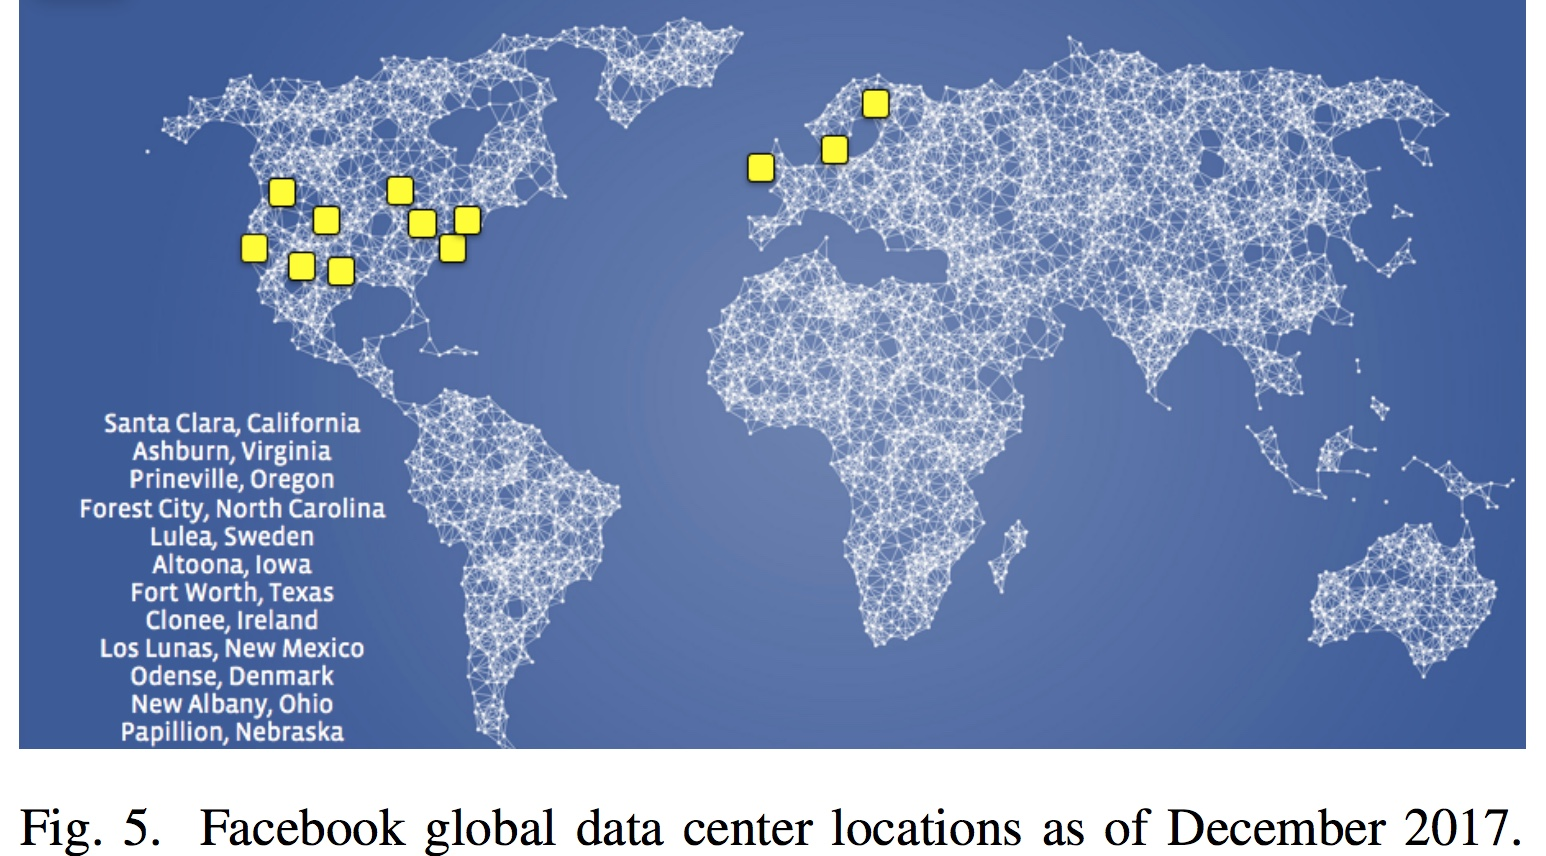 Santa Clara, California
Ashburn, Virginia
Prineville, Oregon
Forest City, North Carolina
Lulea, Sweden
Altoona, Iowa
Fort Worth, Texas
Clonee, Ireland
Los Lunas, New Mexico
Odense, Denmark
New Albany, Ohio
Papillion, Nebraska
Fig. 5. Facebook global data center locations as of December 2017.